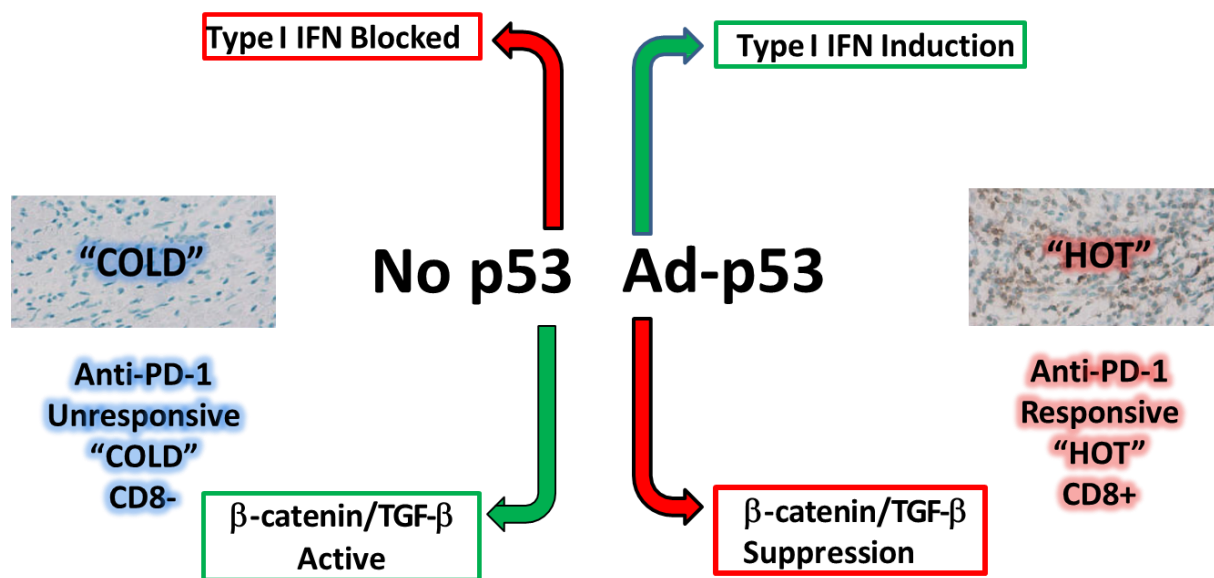 Type I IFN Blocked
Type I IFN Induction
“COLD”
No p53
Ad-p53
“HOT”
Anti-PD-1
Unresponsive
“COLD”
CD8-
Anti-PD-1
Responsive
“HOT”
CD8+
β-catenin/TGF-β
Active
β-catenin/TGF-β
Suppression